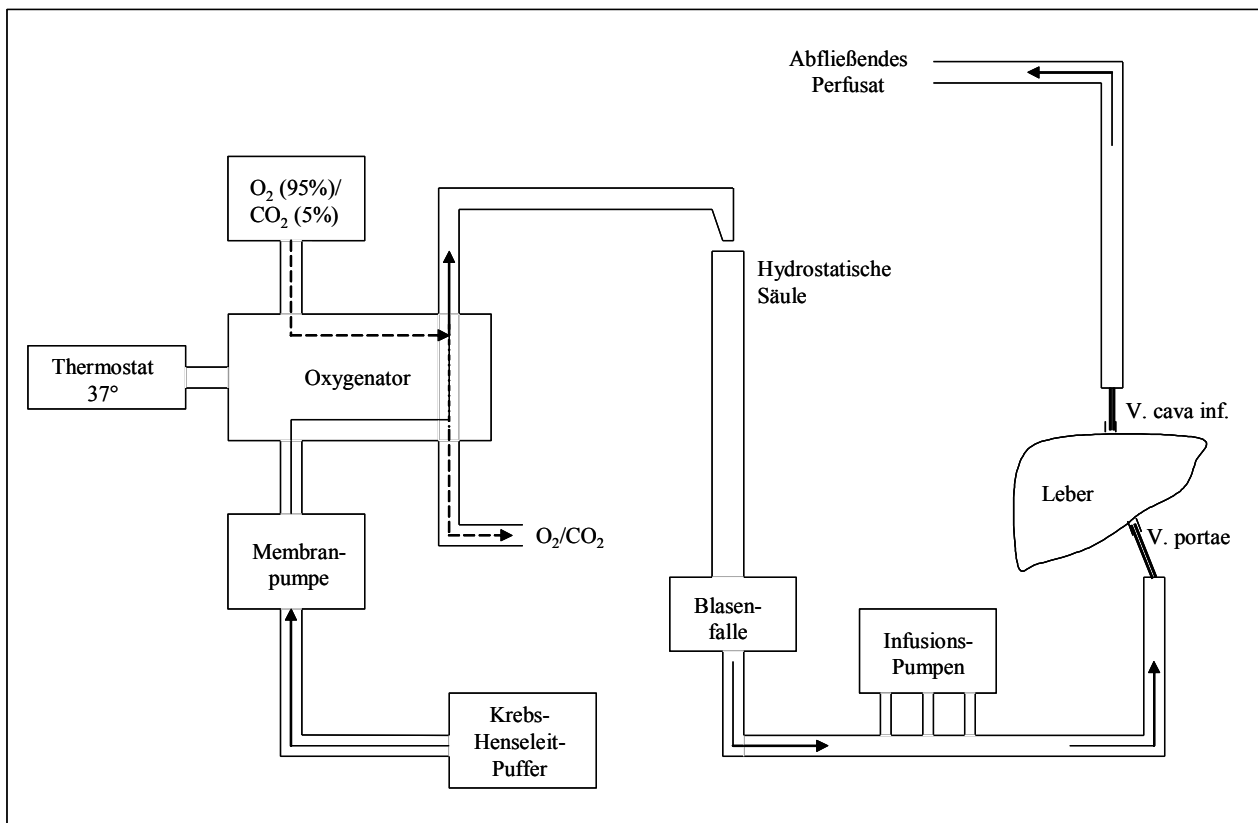 Abfließendes
Perfusat
O₂ (95%)/
CO₂ (5%)
Hydrostatische
Säule
Thermostat
37°
Oxygenator
V. cava inf.
Leber
O₂/CO₂
V. portae
Membran-
pumpe
Blasen-
falle
Infusions-
Pumpen
Krebs-
Henseleit-
Puffer